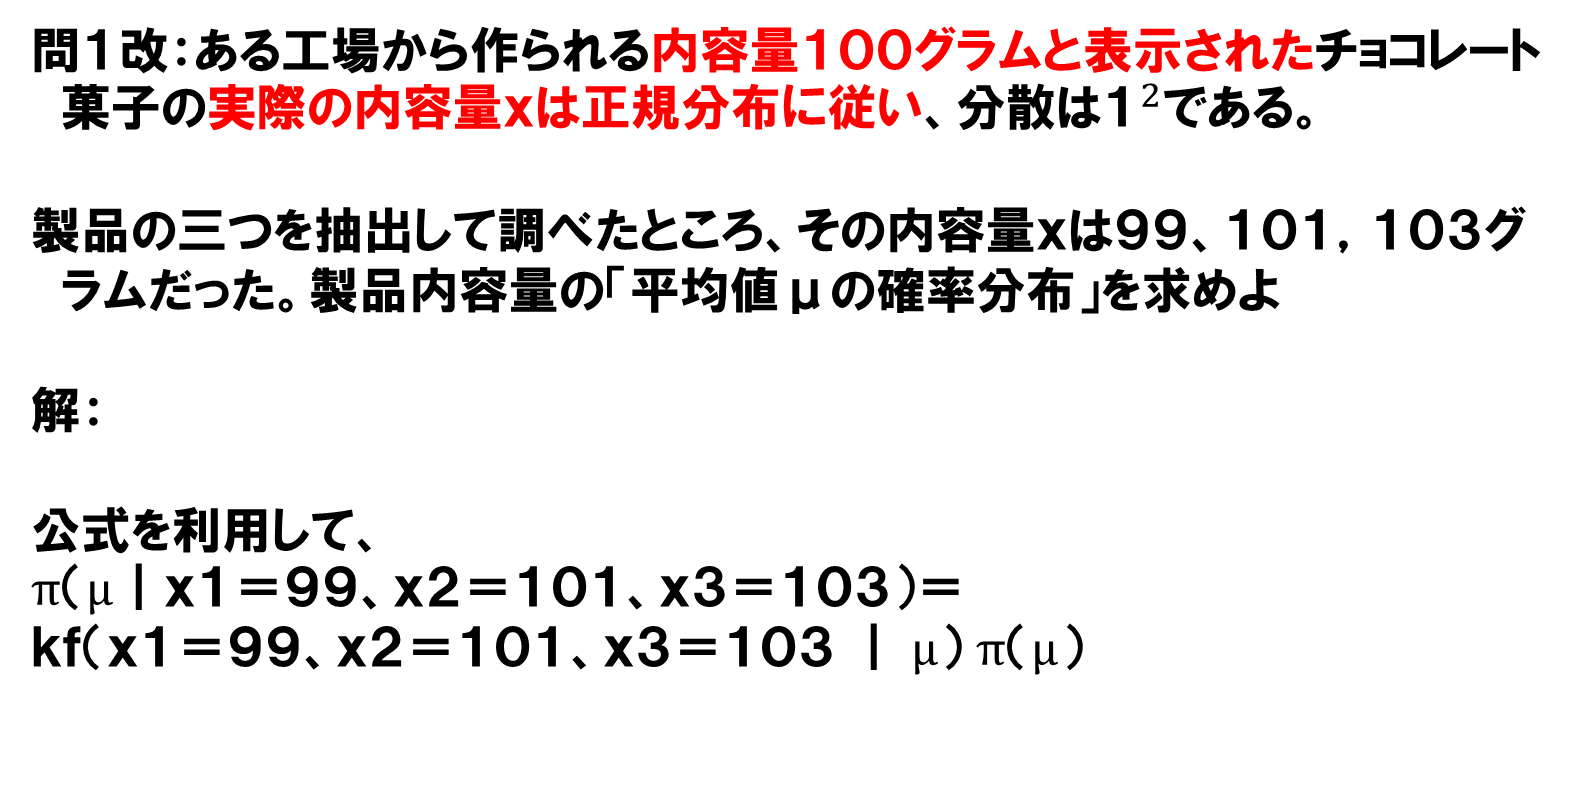 問１改：ある工場から作られる内容量１００グラムと表示されたチョコレート
菓子の実際の内容量xは正規分布に従い、分散は１²である。
製品の三つを抽出して調べたところ、その内容量xは９９、１０１，１０３グ
ラムだった。製品内容量の「平均値μの確率分布」を求めよ
解：
公式を利用して、
π(μ｜x１＝９９、x２＝１０１、x３＝１０３)＝
kf(x１＝９９、x２＝１０１、x３＝１０３｜μ)π(μ)